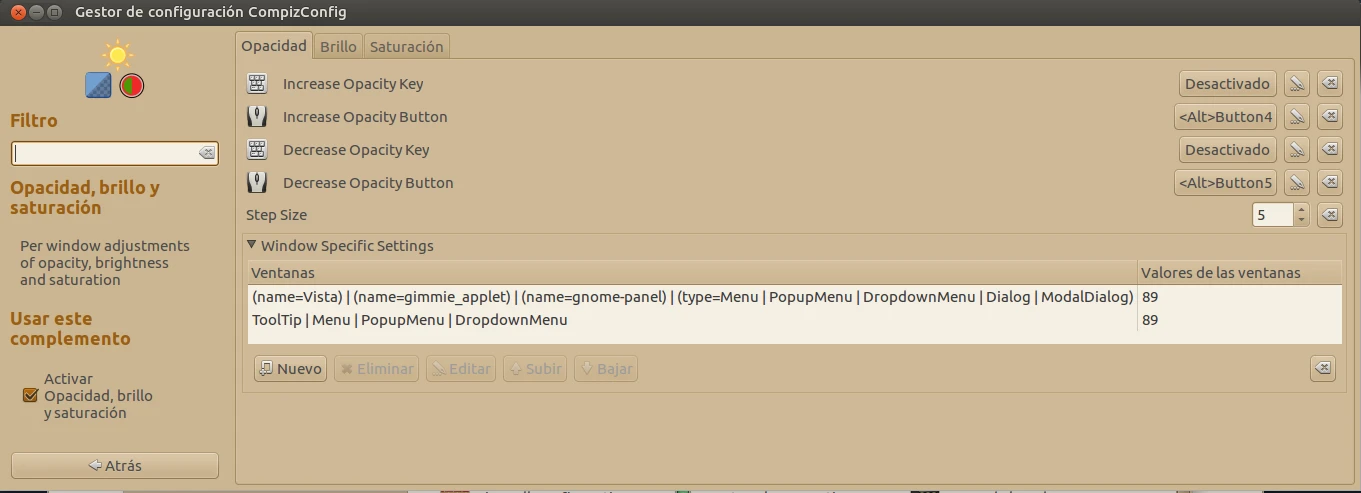 Gestor de configuración CompizConfig
Filtro
Opacidad, brillo y
saturación
Per window adjustments
of opacity, brightness
and saturation
Usar este
complemento
Activar
Opacidad, brillo
y saturación
Atrás
Opacidad Brillo Saturación
Increase Opacity Key Desactivado
Increase Opacity Button <Alt>Button4
Decrease Opacity Key Desactivado
Decrease Opacity Button <Alt>Button5
Step Size 5
Window Specific Settings
Ventanas Valores de las ventanas
(name=Vista) | (name=gimmie_applet) | (name=gnome-panel) | (type=Menu | PopupMenu | DropdownMenu | Dialog | ModalDialog) 89
ToolTip | Menu | PopupMenu | DropdownMenu 89
Nuevo Eliminar Editar Subir Bajar